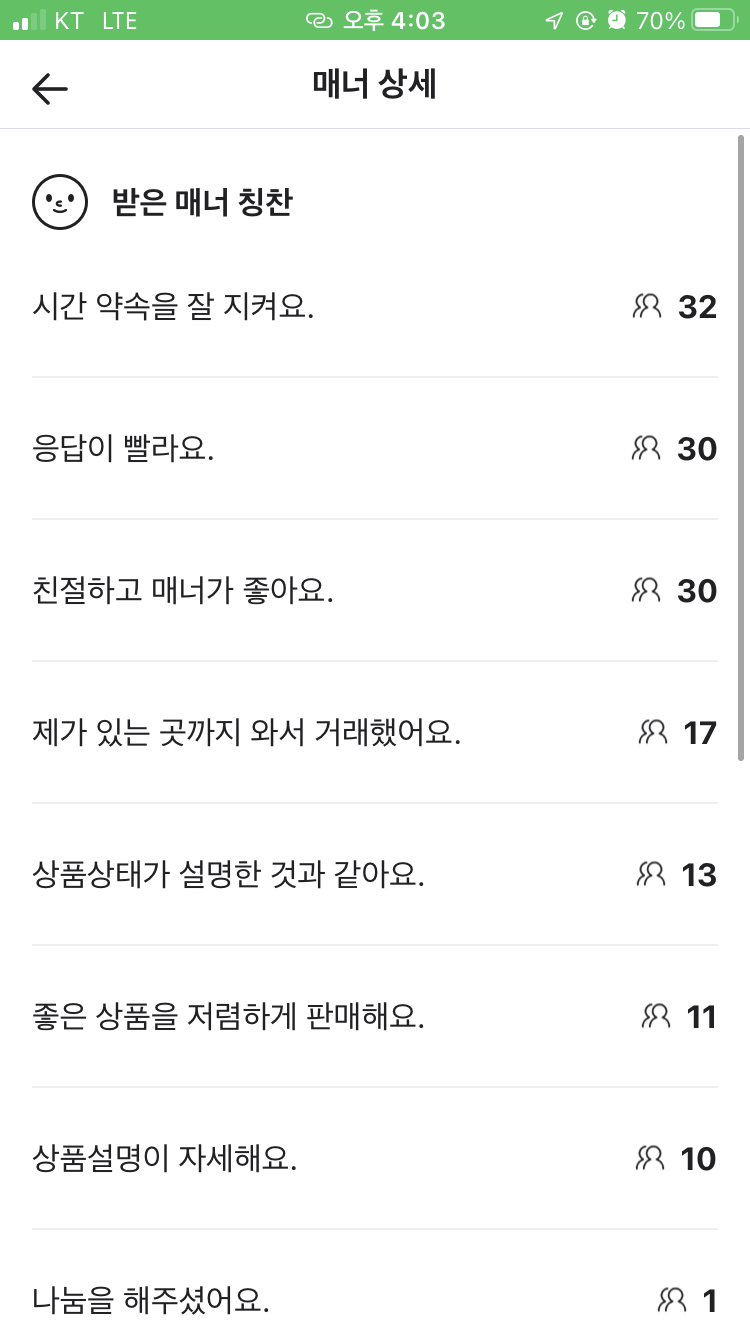 KT LTE 오후 4:03 70%
매너 상세
받은 매너 칭찬
시간 약속을 잘 지켜요. 32
응답이 빨라요. 30
친절하고 매너가 좋아요. 30
제가 있는 곳까지 와서 거래했어요. 17
상품상태가 설명한 것과 같아요. 13
좋은 상품을 저렴하게 판매해요. 11
상품설명이 자세해요. 10
나눔을 해주셨어요. 1